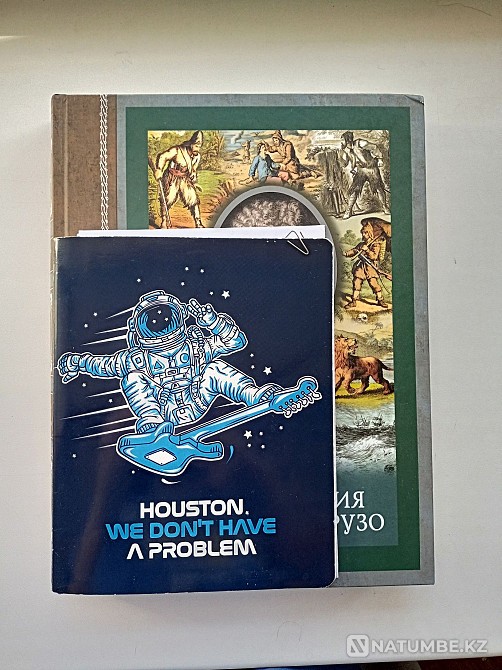 HOUSTON.
WE DON'T HAVE
A PROBLEM
ИЯ
РУЗО
NATUMBE.KZ